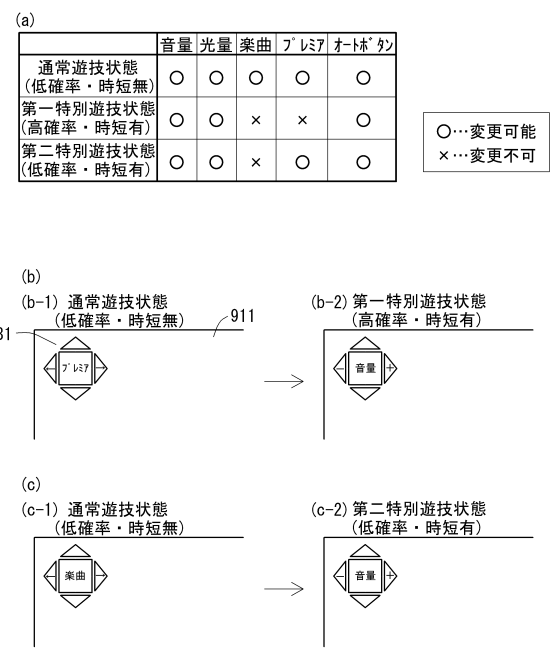 (a)
音量 光量 楽曲 プレミア オートボタン
通常遊技状態
(低確率・時短無) ○ ○ ○ ○ ○
第一特別遊技状態
(高確率・時短有) ○ ○ × × ○
第二特別遊技状態
(低確率・時短有) ○ ○ × ○ ○
○…変更可能
×…変更不可
(b)
(b-1) 通常遊技状態
(低確率・時短無)
911
31
プレミア
(b-2) 第一特別遊技状態
(高確率・時短有)
- 音量 +
(c)
(c-1) 通常遊技状態
(低確率・時短無)
楽曲
(c-2) 第二特別遊技状態
(低確率・時短有)
- 音量 +